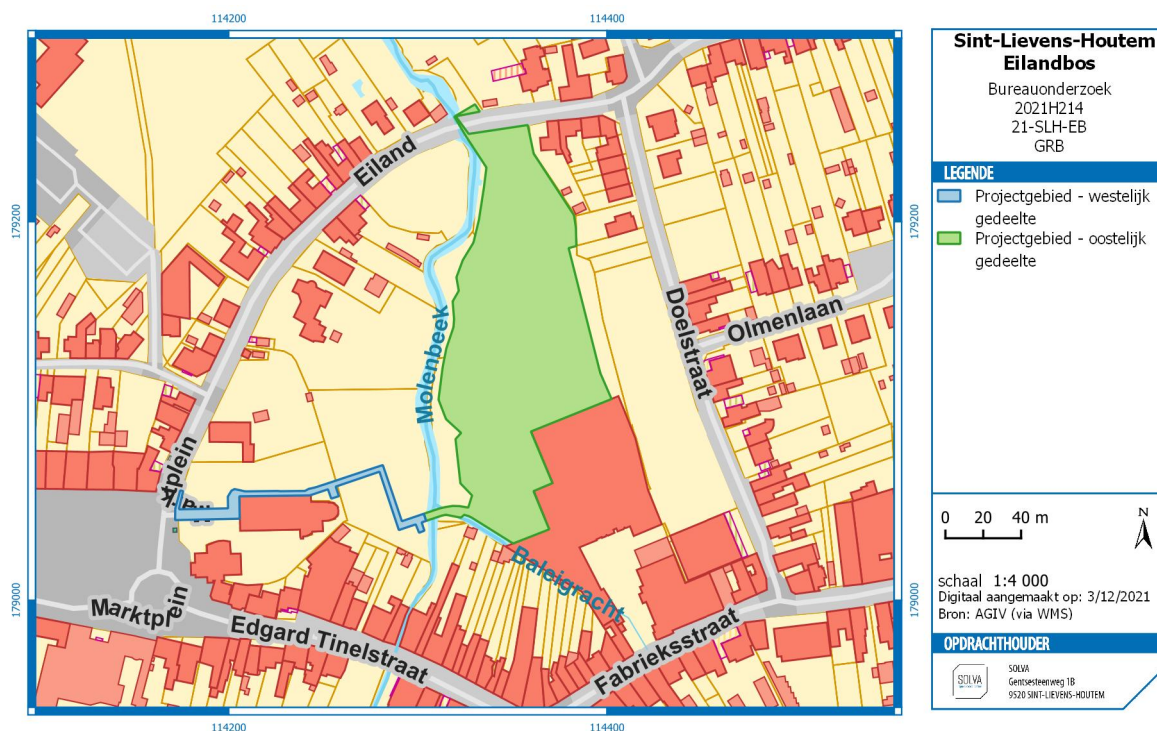 114200
114400
179200
179200
179000
179000
114200
114400
Eiland
Molenbeek
Doelstraat
Olmenlaan
Marktplein
Marktplein
Baleigracht
Edgard Tinelstraat
Fabrieksstraat
Sint-Lievens-Houtem
Eilandbos
Bureauonderzoek
2021H214
21-SLH-EB
GRB
LEGENDE
Projectgebied - westelijk
gedeelte
Projectgebied - oostelijk
gedeelte
0 20 40 m
N
schaal 1:4 000
Digitaal aangemaakt op: 3/12/2021
Bron: AGIV (via WMS)
OPDRACHTHOUDER
SOLVA
SOLVA
Gentsesteenweg 1B
9520 SINT-LIEVENS-HOUTEM